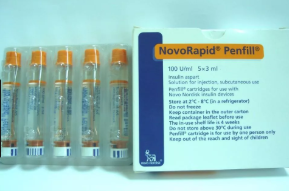 NovoRapid® Penfill®
100 U/ml 5×3 ml
Insulin aspart
Solution for injection, subcutaneous use
Penfill® cartridges for use with
Novo Nordisk insulin devices
Store at 2°C - 8°C (in a refrigerator)
Do not freeze
Keep container in the outer carton
Read package leaflet before use
The in-use shelf life is 4 weeks
Do not store above 30°C during use
Penfill® cartridge is for use by one person only
Keep out of the reach and sight of children